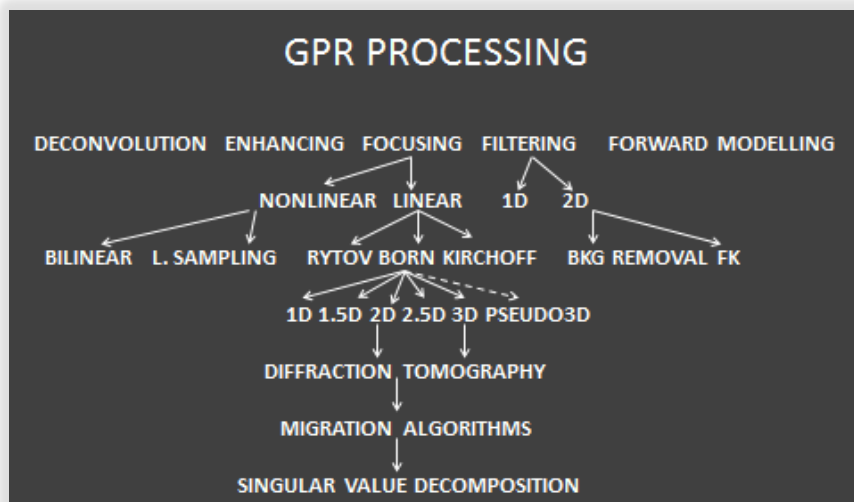 GPR PROCESSING
DECONVOLUTION ENHANCING FOCUSING FILTERING FORWARD MODELLING
NONLINEAR LINEAR 1D 2D
BILINEAR L. SAMPLING RYTOV BORN KIRCHOFF BKG REMOVAL FK
1D 1.5D 2D 2.5D 3D PSEUDO3D
DIFFRACTION TOMOGRAPHY
MIGRATION ALGORITHMS
SINGULAR VALUE DECOMPOSITION